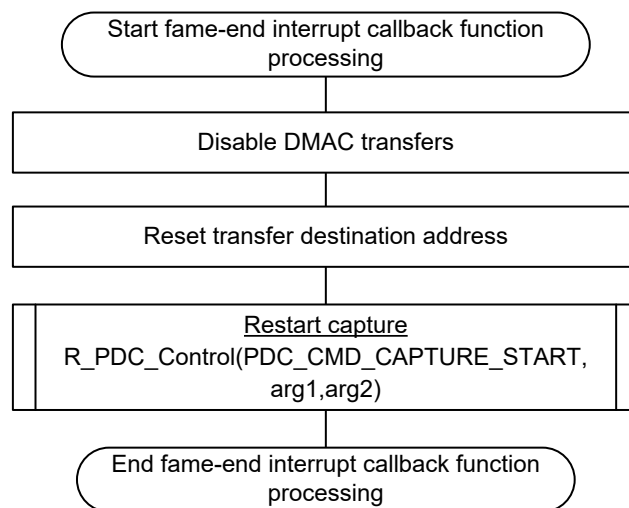 Start fame-end interrupt callback function
processing
Disable DMAC transfers
Reset transfer destination address
Restart capture
R_PDC_Control(PDC_CMD_CAPTURE_START,
arg1,arg2)
End fame-end interrupt callback function
processing